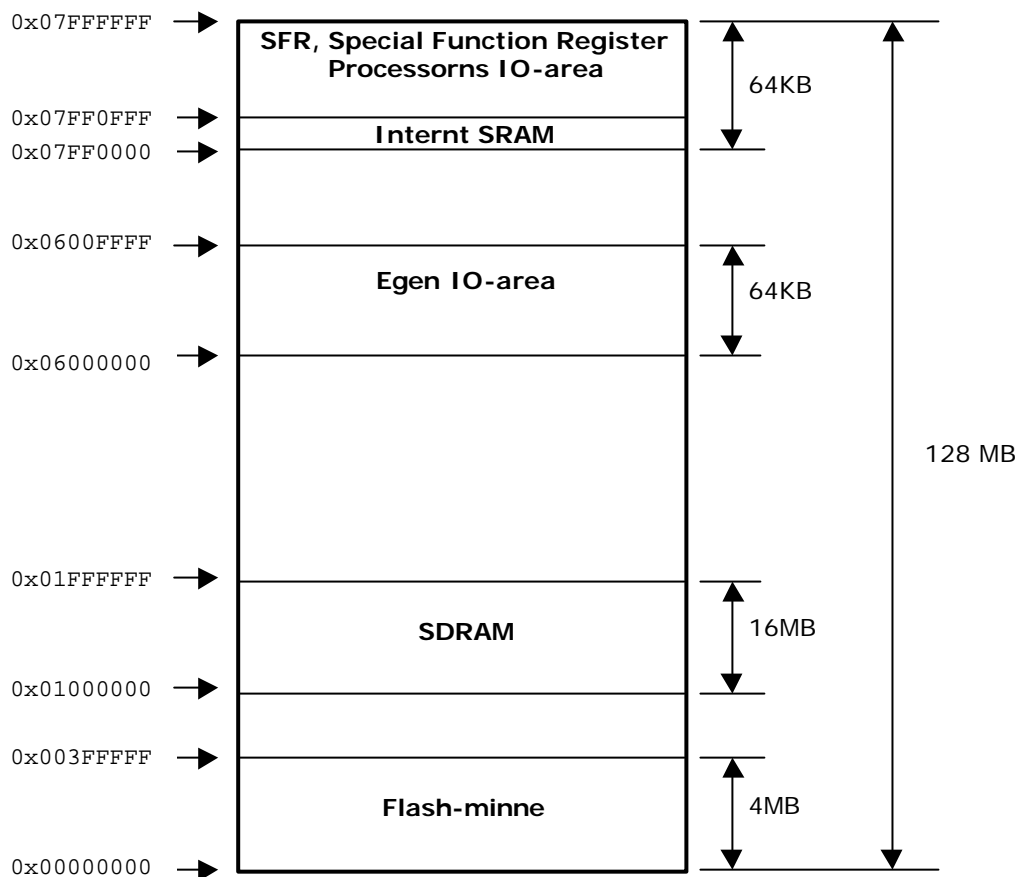 0x07FFFFFF
SFR, Special Function Register
Processorns IO-area
64KB
0x07FF0FFF
Internt SRAM
0x07FF0000
0x0600FFFF
Egen IO-area
64KB
0x06000000
128 MB
0x01FFFFFF
SDRAM
16MB
0x01000000
0x003FFFFF
Flash-minne
4MB
0x00000000